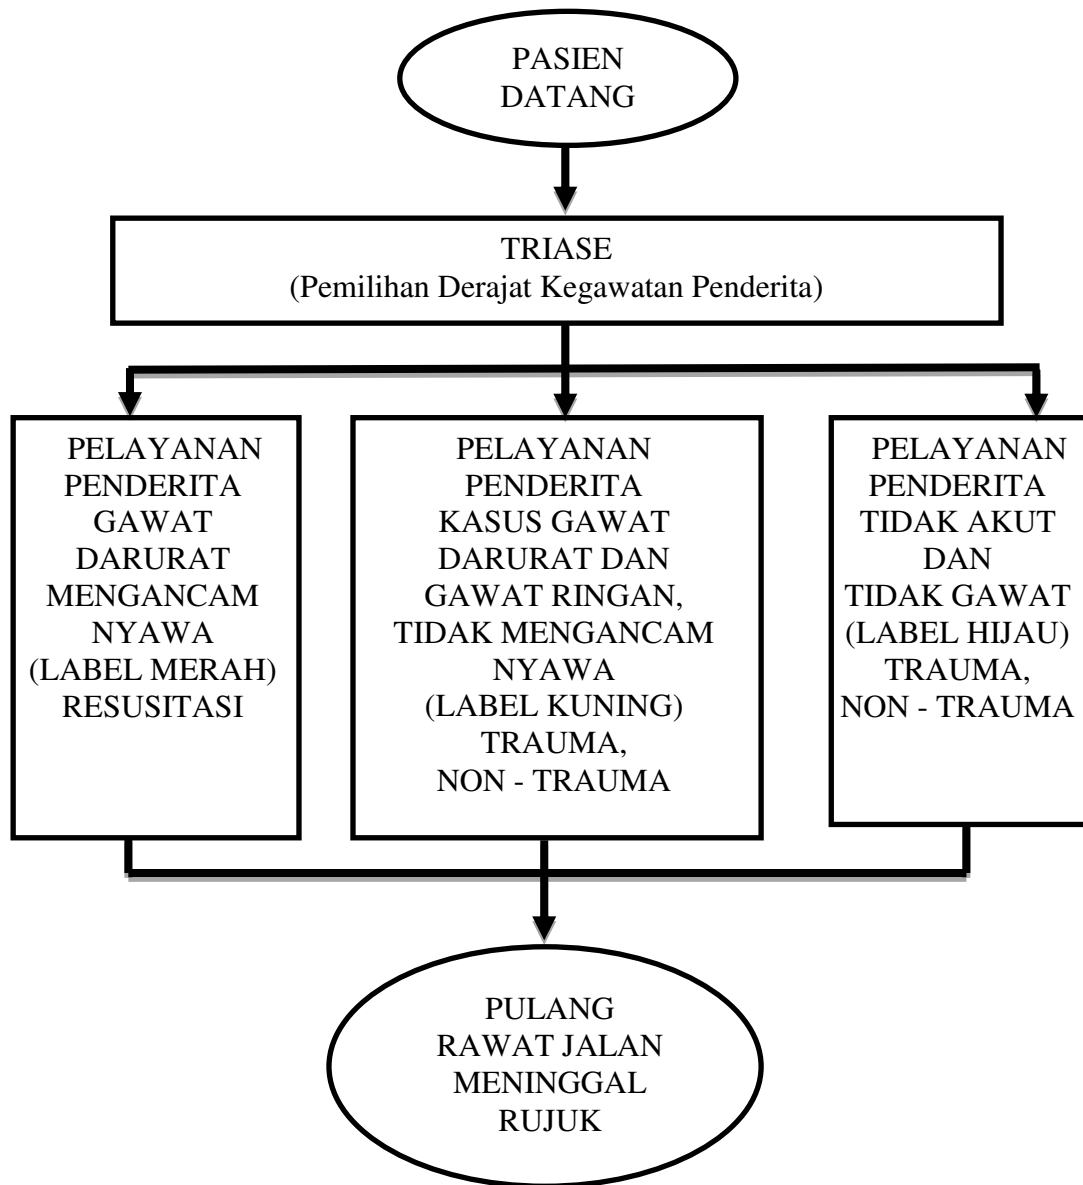 PASIEN
DATANG
TRIASE
(Pemilihan Derajat Kegawatan Penderita)
PELAYANAN
PENDERITA
GAWAT
DARURAT
MENGANCAM
NYAWA
(LABEL MERAH)
RESUSITASI
PELAYANAN
PENDERITA
KASUS GAWAT
DARURAT DAN
GAWAT RINGAN,
TIDAK MENGANCAM
NYAWA
(LABEL KUNING)
TRAUMA,
NON - TRAUMA
PELAYANAN
PENDERITA
TIDAK AKUT
DAN
TIDAK GAWAT
(LABEL HIJAU)
TRAUMA,
NON - TRAUMA
PULANG
RAWAT JALAN
MENINGGAL
RUJUK